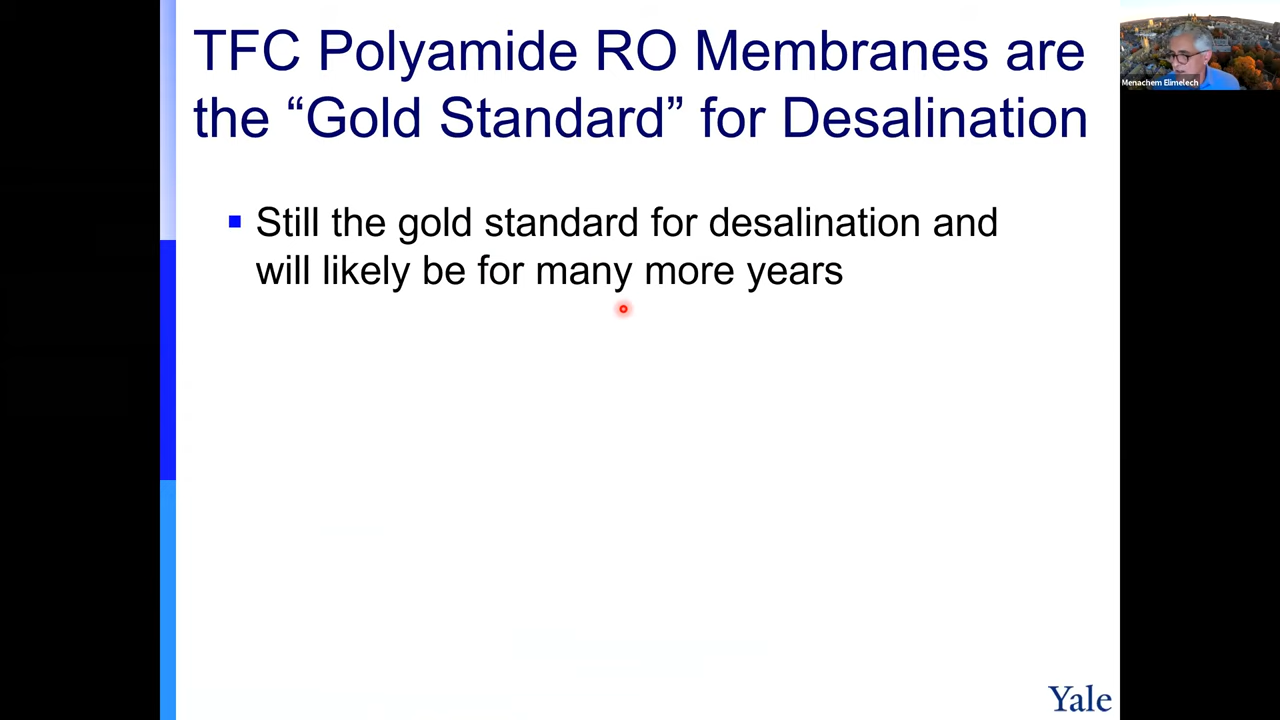 TFC Polyamide RO Membranes are
the “Gold Standard” for Desalination
Menachem Elimelech
Still the gold standard for desalination and
will likely be for many more years
Yale